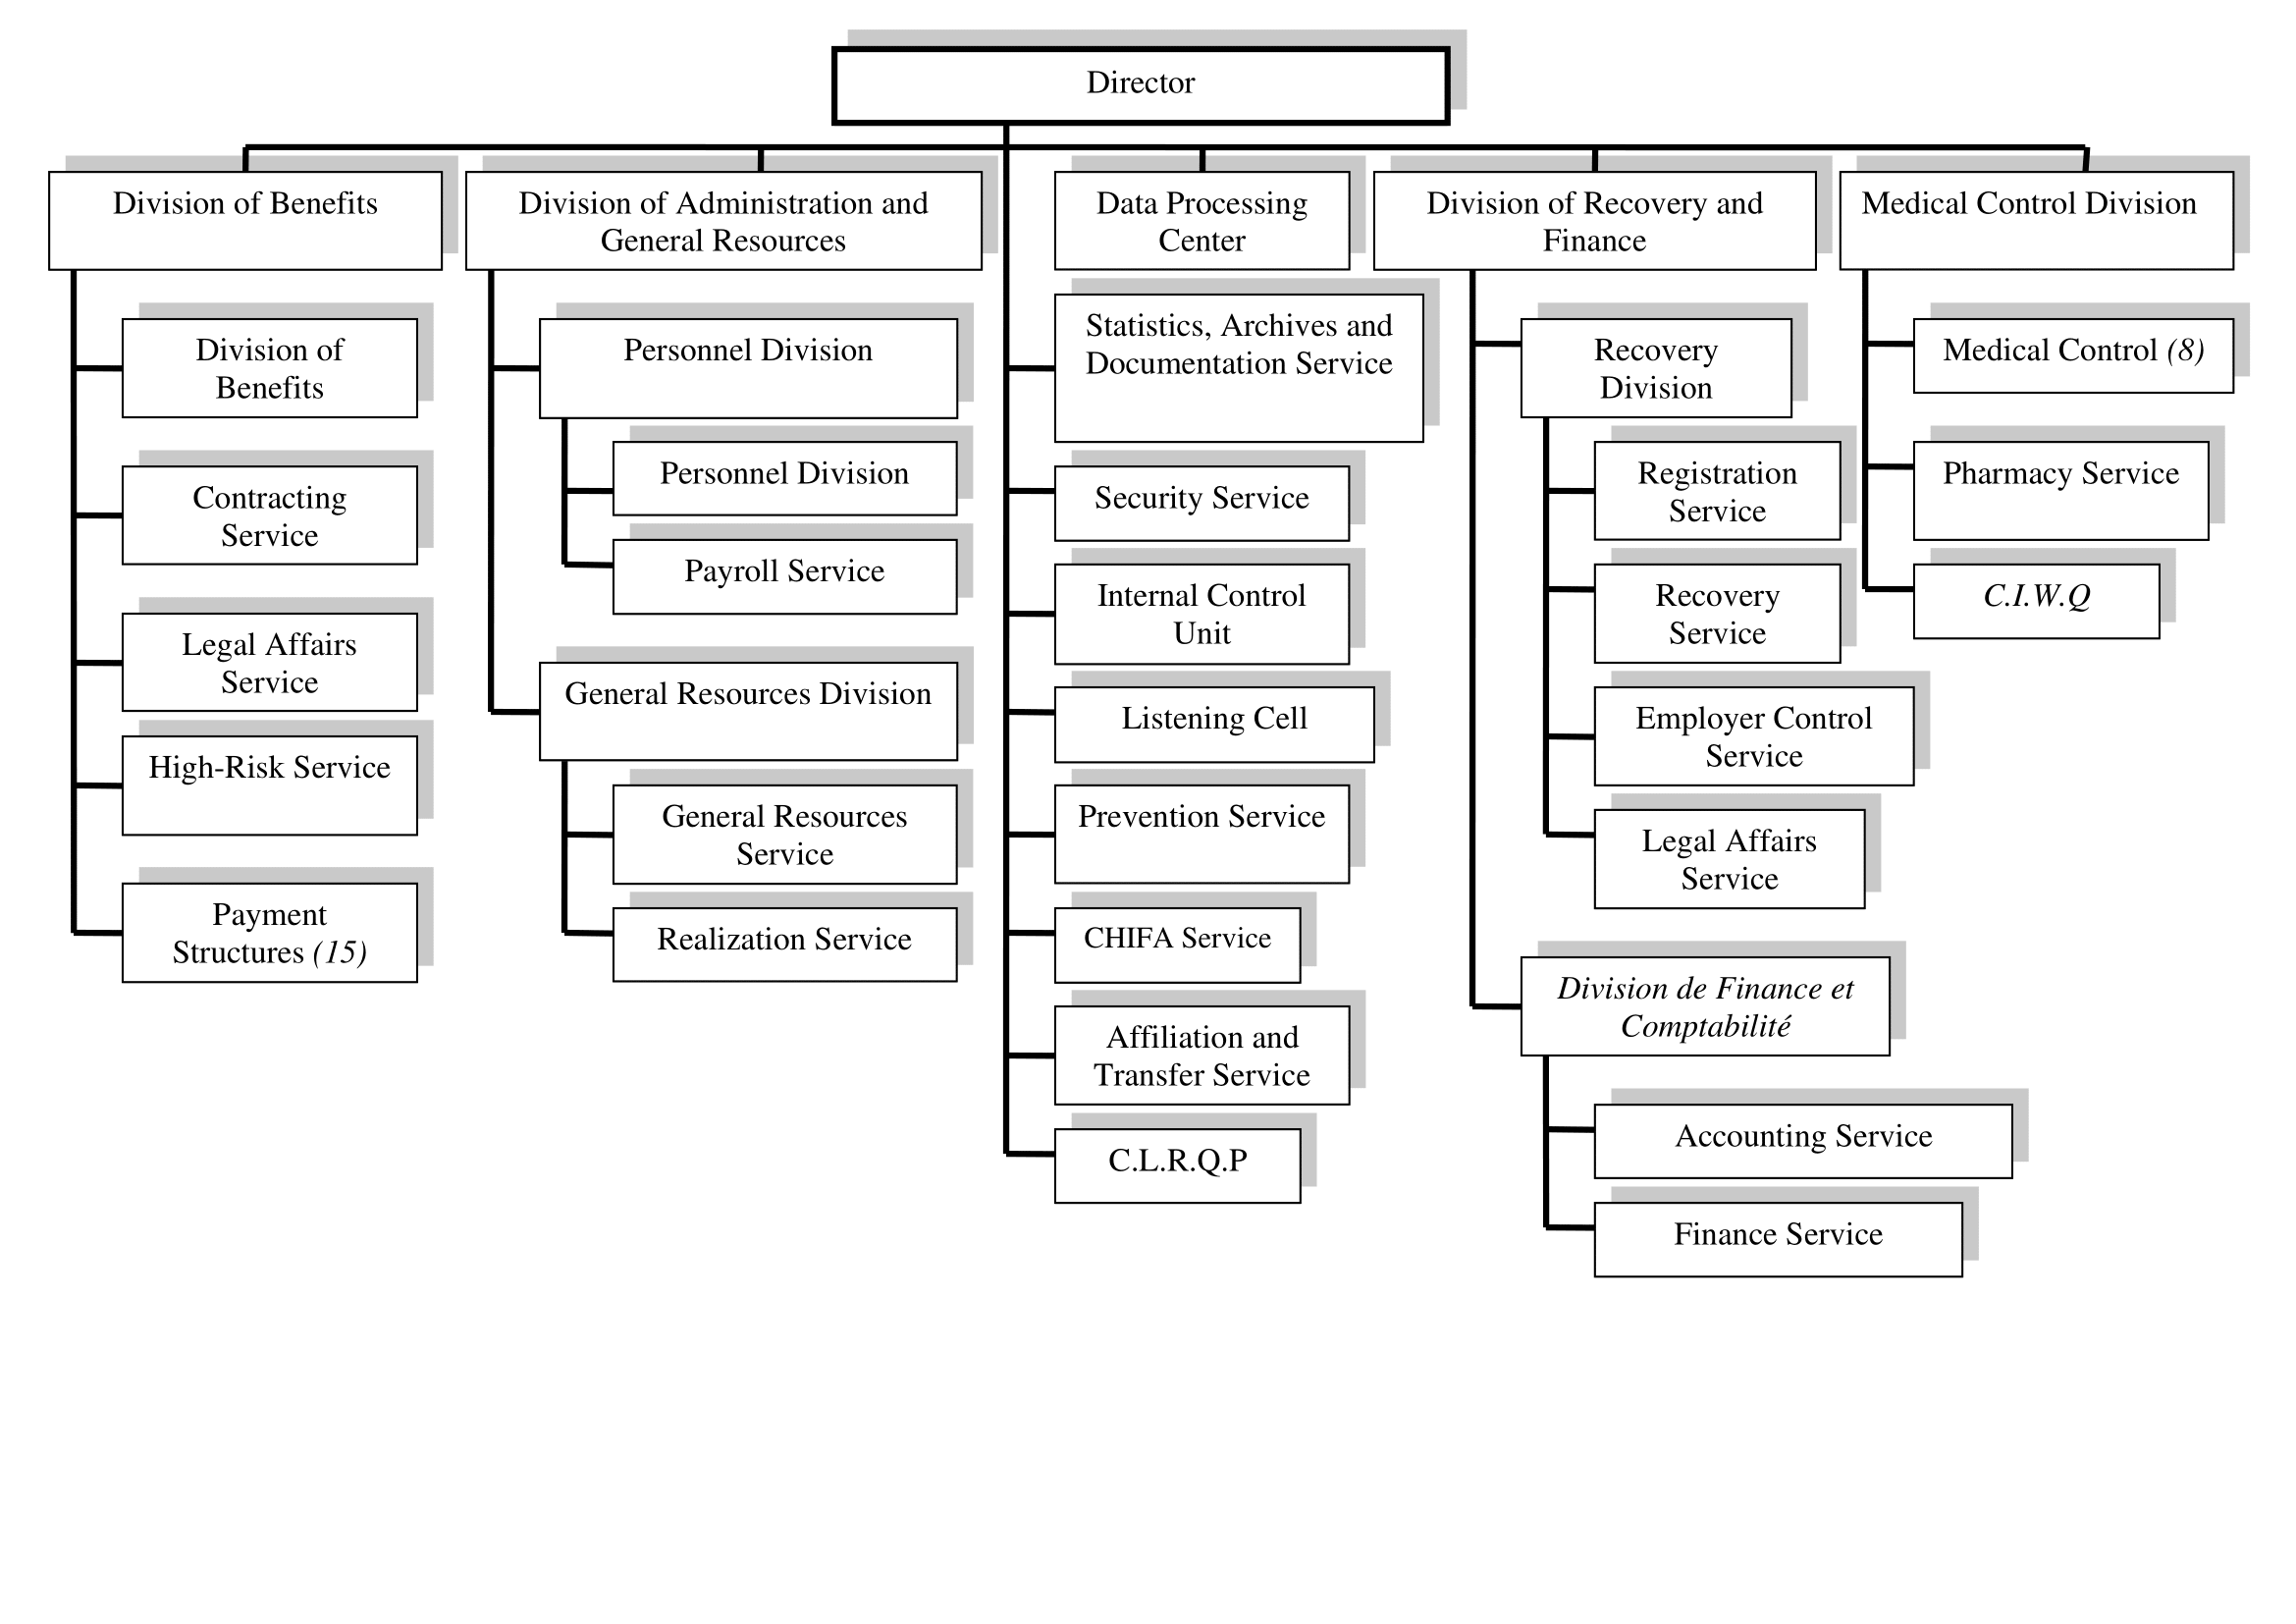 Director
Division of Benefits
Division of Administration and
General Resources
Data Processing
Center
Division of Recovery and
Finance
Medical Control Division
Division of
Benefits
Contracting
Service
Legal Affairs
Service
High-Risk Service
Payment
Structures (15)
Personnel Division
Personnel Division
Payroll Service
General Resources Division
General Resources
Service
Realization Service
Statistics, Archives and
Documentation Service
Security Service
Internal Control
Unit
Listening Cell
Prevention Service
CHIFA Service
Affiliation and
Transfer Service
C.L.R.Q.P
Recovery
Division
Registration
Service
Recovery
Service
Employer Control
Service
Legal Affairs
Service
Division de Finance et
Comptabilité
Accounting Service
Finance Service
Medical Control (8)
Pharmacy Service
C.I.W.Q